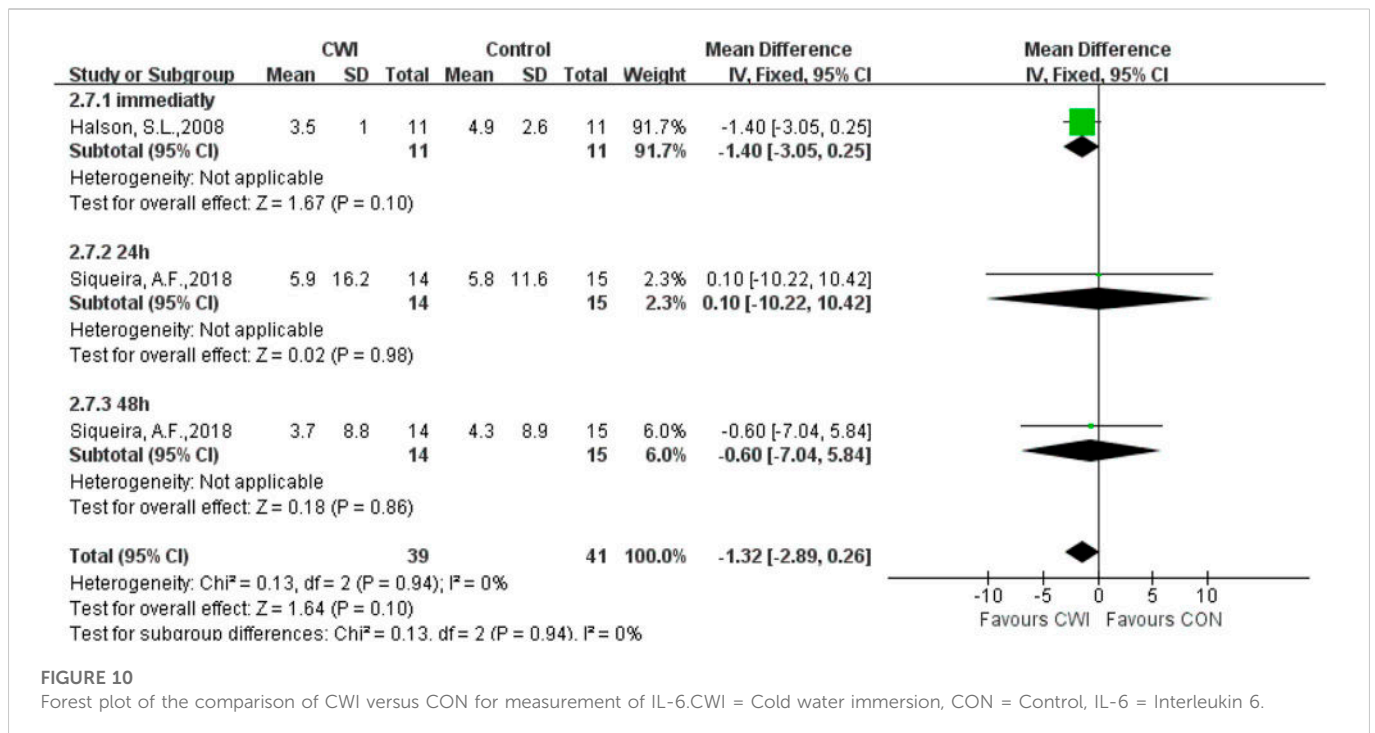 CWI Control Mean Difference Mean Difference
Study or Subgroup Mean SD Total Mean SD Total Weight IV, Fixed, 95% CI IV, Fixed, 95% CI
2.7.1 immediatly
Halson, S.L.,2008 3.5 1 11 4.9 2.6 11 91.7% -1.40 [-3.05, 0.25]
Subtotal (95% CI) 11 11 91.7% -1.40 [-3.05, 0.25]
Heterogeneity: Not applicable
Test for overall effect: Z = 1.67 (P = 0.10)
2.7.2 24h
Siqueira, A.F.,2018 5.9 16.2 14 5.8 11.6 15 2.3% 0.10 [-10.22, 10.42]
Subtotal (95% CI) 14 15 2.3% 0.10 [-10.22, 10.42]
Heterogeneity: Not applicable
Test for overall effect: Z = 0.02 (P = 0.98)
2.7.3 48h
Siqueira, A.F.,2018 3.7 8.8 14 4.3 8.9 15 6.0% -0.60 [-7.04, 5.84]
Subtotal (95% CI) 14 15 6.0% -0.60 [-7.04, 5.84]
Heterogeneity: Not applicable
Test for overall effect: Z = 0.18 (P = 0.86)
Total (95% CI) 39 41 100.0% -1.32 [-2.89, 0.26]
Heterogeneity: Chi² = 0.13, df = 2 (P = 0.94); I² = 0%
Test for overall effect: Z = 1.64 (P = 0.10)
Test for subgroup differences: Chi² = 0.13. df = 2 (P = 0.94). I² = 0%
-10 -5 0 5 10
Favours CWI Favours CON
FIGURE 10
Forest plot of the comparison of CWI versus CON for measurement of IL-6.CWI = Cold water immersion, CON = Control, IL-6 = Interleukin 6.